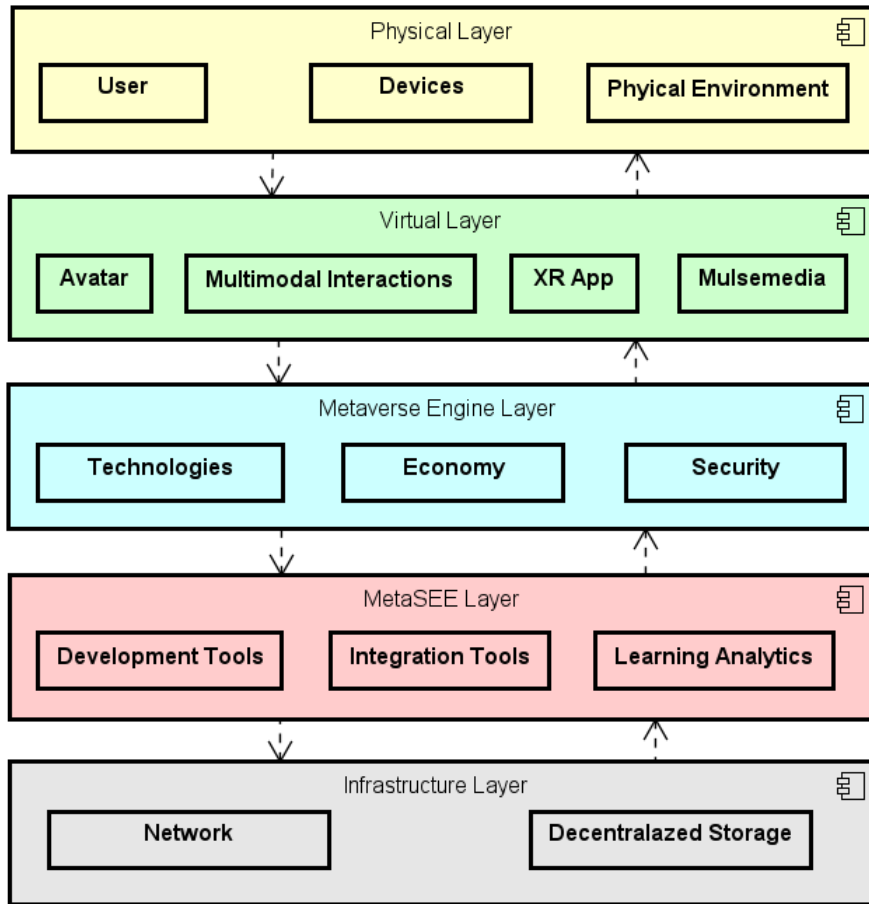 Physical Layer
User
Devices
Phyical Environment
Virtual Layer
Avatar
Multimodal Interactions
XR App
Mulsemedia
Metaverse Engine Layer
Technologies
Economy
Security
MetaSEE Layer
Development Tools
Integration Tools
Learning Analytics
Infrastructure Layer
Network
Decentralazed Storage